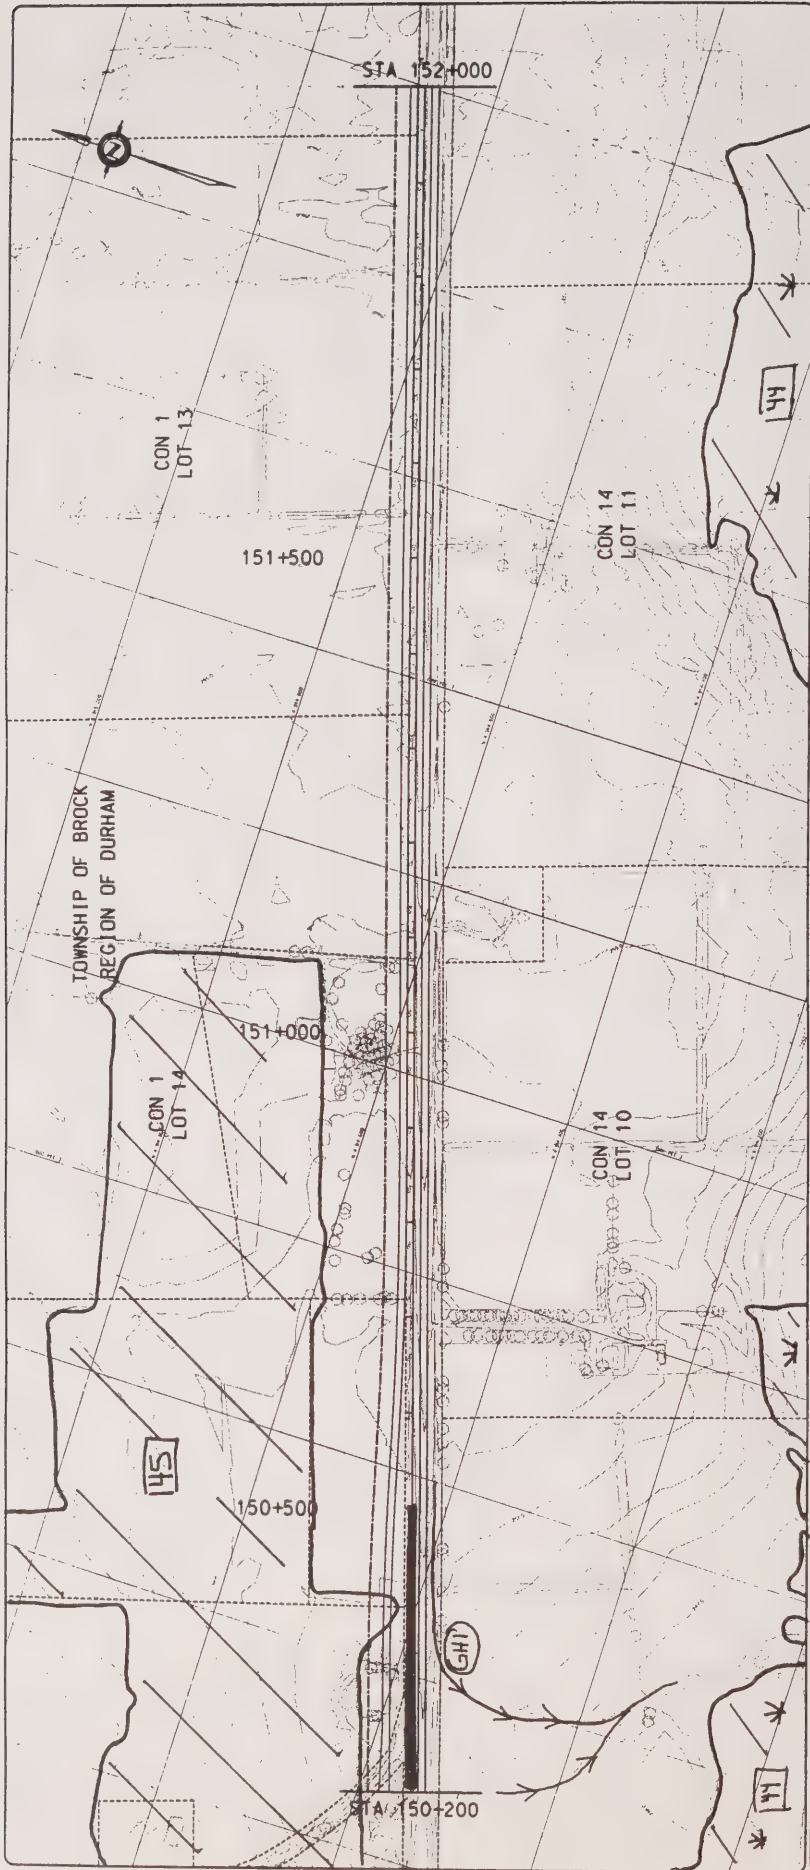 STA 152+000
N
44
CON 1
LOT 13
CON 14
LOT 11
151+500
TOWNSHIP OF BROCK
REGION OF DURHAM
151+000
CON 1
LOT 14
CON 14
LOT 10
45
150+500
GH1
44
STA 150+200